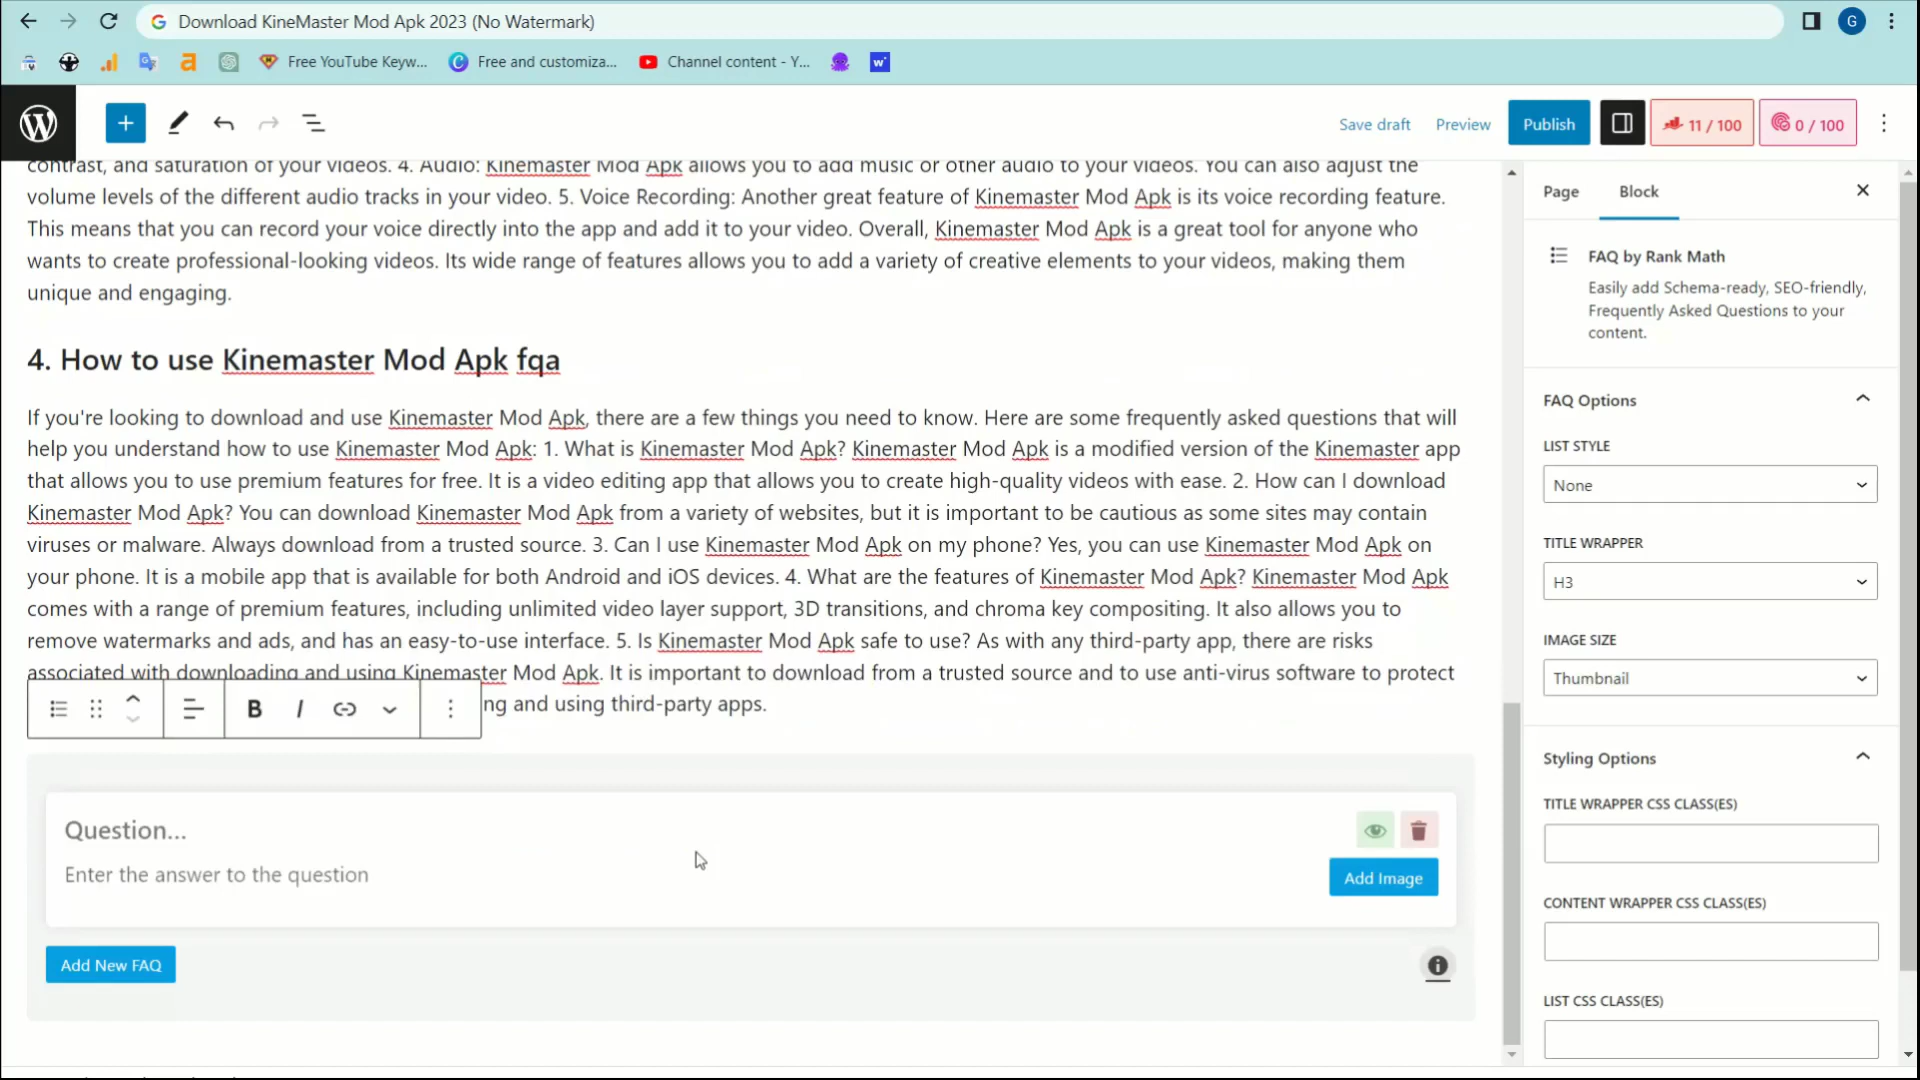 Download KineMaster Mod Apk 2023 (No Watermark)
Free YouTube Keyw...
Free and customiza...
Channel content - Y...
G
Save draft
Preview
Publish
11 / 100
0 / 100
contrast, and saturation of your videos. 4. Audio: Kinemaster Mod Apk allows you to add music or other audio to your videos. You can also adjust the
volume levels of the different audio tracks in your video. 5. Voice Recording: Another great feature of Kinemaster Mod Apk is its voice recording feature.
This means that you can record your voice directly into the app and add it to your video. Overall, Kinemaster Mod Apk is a great tool for anyone who
wants to create professional-looking videos. Its wide range of features allows you to add a variety of creative elements to your videos, making them
unique and engaging.
4. How to use Kinemaster Mod Apk fqa
If you're looking to download and use Kinemaster Mod Apk, there are a few things you need to know. Here are some frequently asked questions that will
help you understand how to use Kinemaster Mod Apk: 1. What is Kinemaster Mod Apk? Kinemaster Mod Apk is a modified version of the Kinemaster app
that allows you to use premium features for free. It is a video editing app that allows you to create high-quality videos with ease. 2. How can I download
Kinemaster Mod Apk? You can download Kinemaster Mod Apk from a variety of websites, but it is important to be cautious as some sites may contain
viruses or malware. Always download from a trusted source. 3. Can I use Kinemaster Mod Apk on my phone? Yes, you can use Kinemaster Mod Apk on
your phone. It is a mobile app that is available for both Android and iOS devices. 4. What are the features of Kinemaster Mod Apk? Kinemaster Mod Apk
comes with a range of premium features, including unlimited video layer support, 3D transitions, and chroma key compositing. It also allows you to
remove watermarks and ads, and has an easy-to-use interface. 5. Is Kinemaster Mod Apk safe to use? As with any third-party app, there are risks
associated with downloading and using Kinemaster Mod Apk. It is important to download from a trusted source and to use anti-virus software to protect
ng and using third-party apps.
B I
Question...
Enter the answer to the question
Add Image
Add New FAQ
Page
Block
FAQ by Rank Math
Easily add Schema-ready, SEO-friendly,
Frequently Asked Questions to your
content.
FAQ Options
LIST STYLE
None
TITLE WRAPPER
H3
IMAGE SIZE
Thumbnail
Styling Options
TITLE WRAPPER CSS CLASS(ES)
CONTENT WRAPPER CSS CLASS(ES)
LIST CSS CLASS(ES)